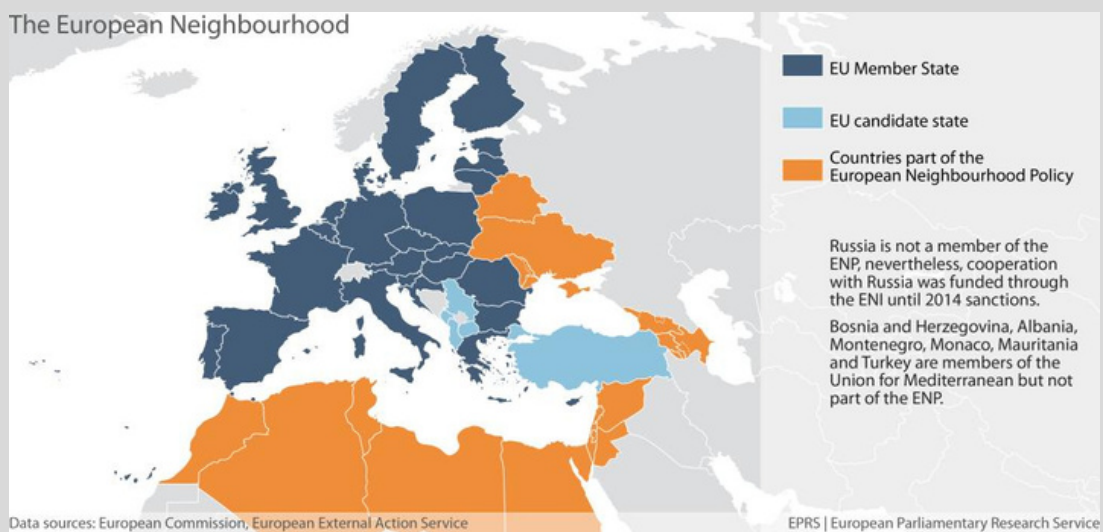 The European Neighbourhood
EU Member State
EU candidate state
Countries part of the
European Neighbourhood Policy
Russia is not a member of the
ENP, nevertheless, cooperation
with Russia was funded through
the ENI until 2014 sanctions.
Bosnia and Herzegovina, Albania,
Montenegro, Monaco, Mauritania
and Turkey are members of the
Union for Mediterranean but not
part of the ENP.
Data sources: European Commission, European External Action Service
EPRS | European Parliamentary Research Service